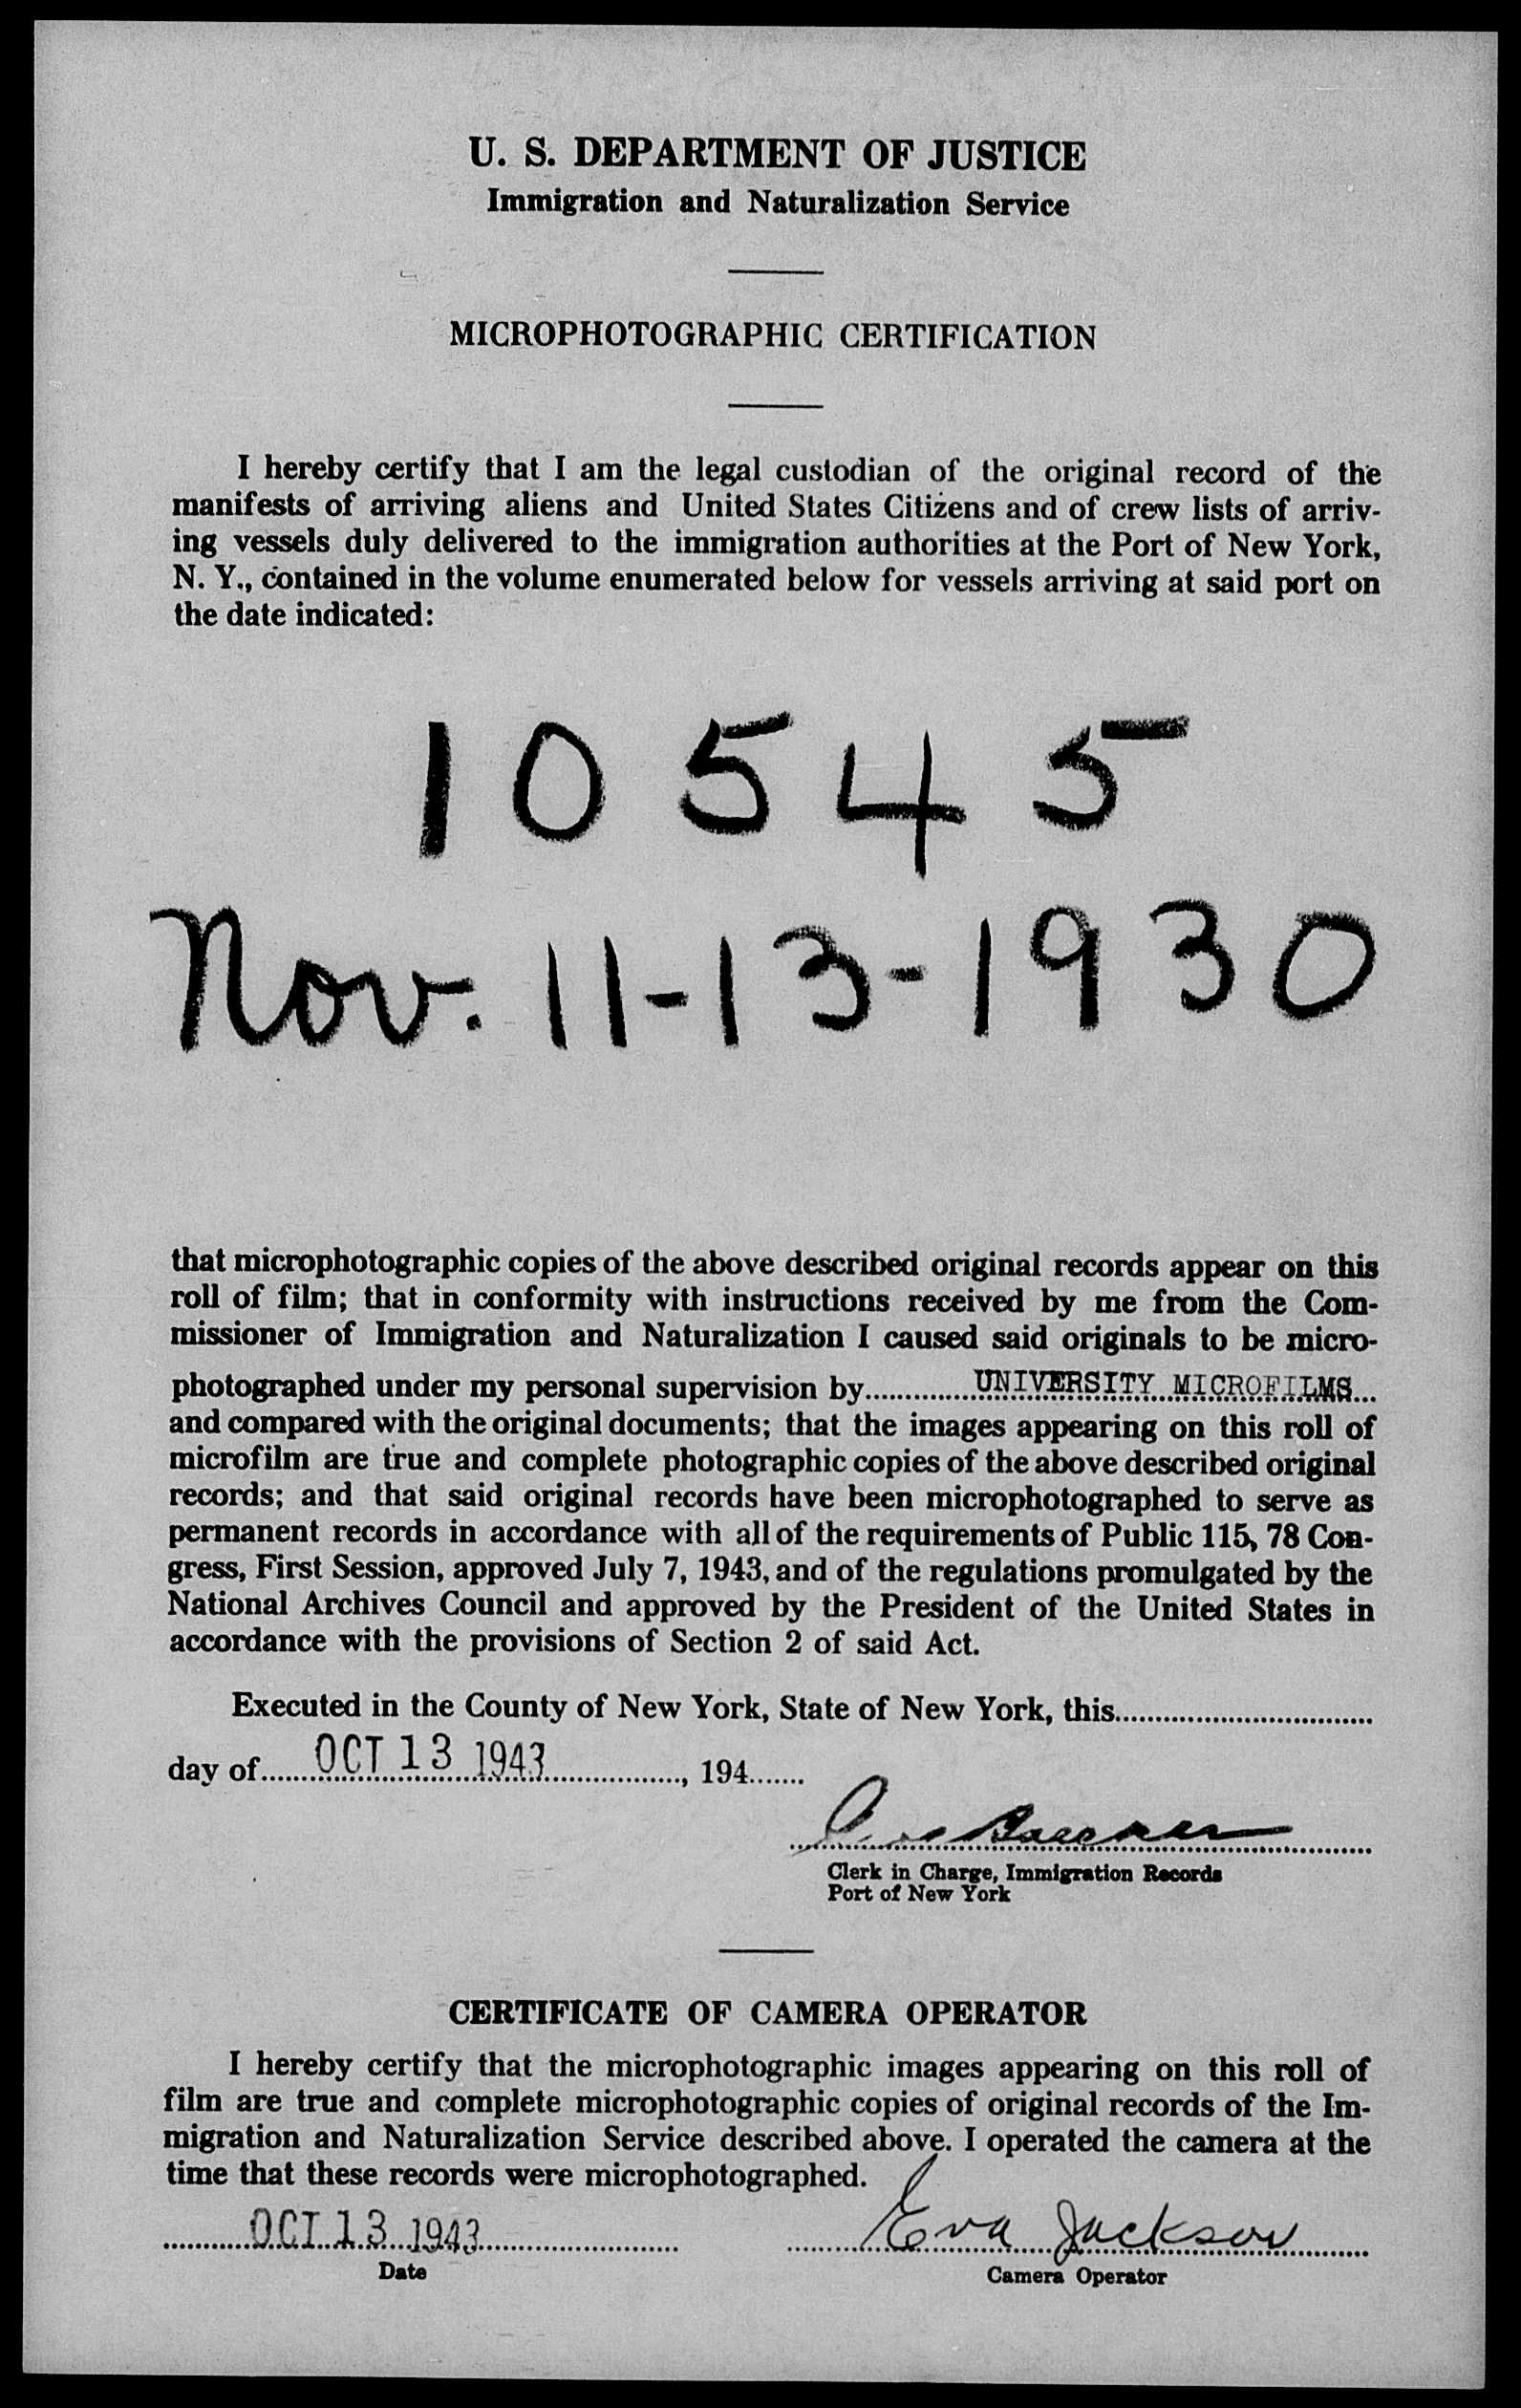 U. S. DEPARTMENT OF JUSTICE
Immigration and Naturalization Service
MICROPHOTOGRAPHIC CERTIFICATION
I hereby certify that I am the legal custodian of the original record of the
manifests of arriving aliens and United States Citizens and of crew lists of arriv-
ing vessels duly delivered to the immigration authorities at the Port of New York,
N. Y., contained in the volume enumerated below for vessels arriving at said port on
the date indicated:
10545
Nov. 11-13-1930
that microphotographic copies of the above described original records appear on this
roll of film; that in conformity with instructions received by me from the Com-
missioner of Immigration and Naturalization I caused said originals to be micro-
photographed under my personal supervision by UNIVERSITY MICROFILMS
and compared with the original documents; that the images appearing on this roll of
microfilm are true and complete photographic copies of the above described original
records; and that said original records have been microphotographed to serve as
permanent records in accordance with all of the requirements of Public 115, 78 Con-
gress, First Session, approved July 7, 1943, and of the regulations promulgated by the
National Archives Council and approved by the President of the United States in
accordance with the provisions of Section 2 of said Act.
Executed in the County of New York, State of New York, this
day of OCT 13 1943, 194
Clerk in Charge, Immigration Records
Port of New York
CERTIFICATE OF CAMERA OPERATOR
I hereby certify that the microphotographic images appearing on this roll of
film are true and complete microphotographic copies of original records of the Im-
migration and Naturalization Service described above. I operated the camera at the
time that these records were microphotographed.
OCT 13 1943 Eva Jackson
Date Camera Operator